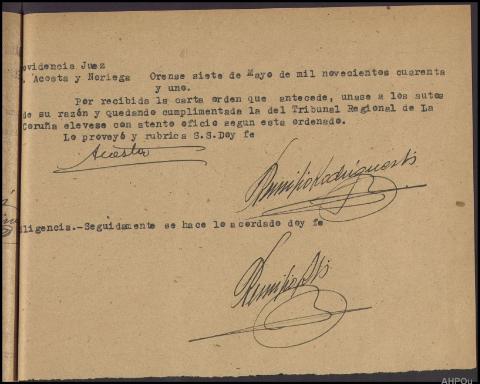 ovidencia Juez
. Acosta y Noriega Orense siete de Mayo de mil novecientos cuarenta
y uno.
Por recibida la carta orden que antecede, unase a los autos
de su razón y quedando cumplimentada la del Tribunal Regional de La
Coruña elevese con atento oficio segun esta ordenado.
Lo proveyó y rubrica S.S.Doy fe
Acosta
iligencia.-Seguidamente se hace lo acordado doy fe
AHPOu